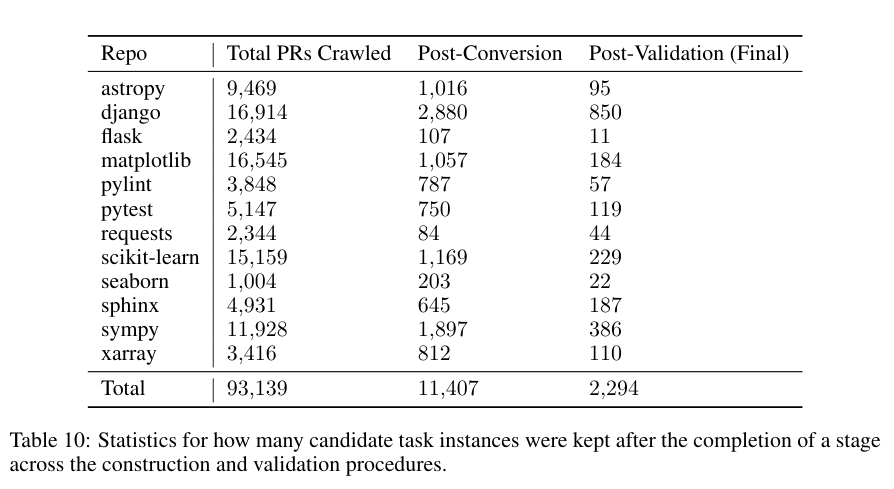 Repo Total PRs Crawled Post-Conversion Post-Validation (Final)
astropy 9,469 1,016 95
django 16,914 2,880 850
flask 2,434 107 11
matplotlib 16,545 1,057 184
pylint 3,848 787 57
pytest 5,147 750 119
requests 2,344 84 44
scikit-learn 15,159 1,169 229
seaborn 1,004 203 22
sphinx 4,931 645 187
sympy 11,928 1,897 386
xarray 3,416 812 110
Total 93,139 11,407 2,294
Table 10: Statistics for how many candidate task instances were kept after the completion of a stage
across the construction and validation procedures.